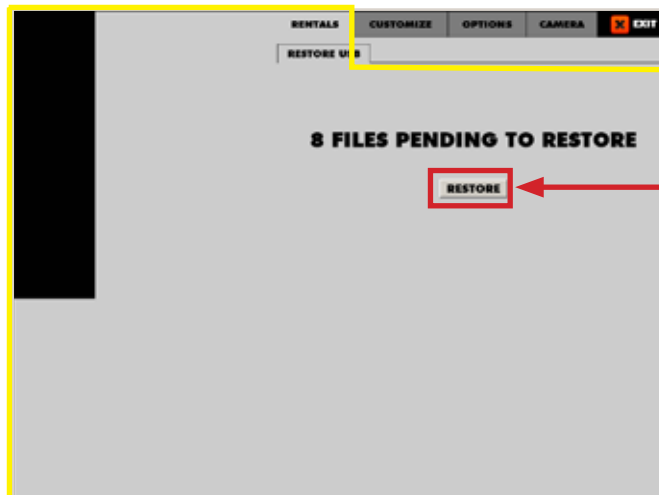 RENTALS CUSTOMIZE OPTIONS CAMERA X EXIT
RESTORE USB
8 FILES PENDING TO RESTORE
RESTORE